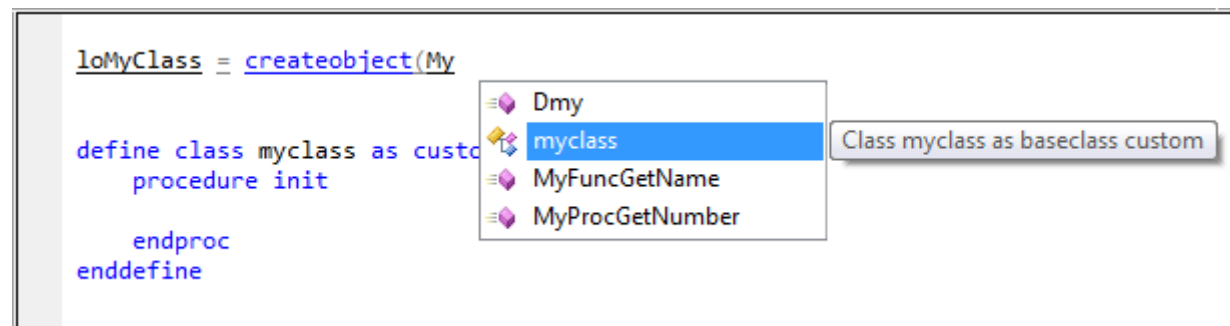 loMyClass = createobject(My
Dmy
myclass
Class myclass as baseclass custom
MyFuncGetName
MyProcGetNumber
define class myclass as custo
procedure init
endproc
enddefine